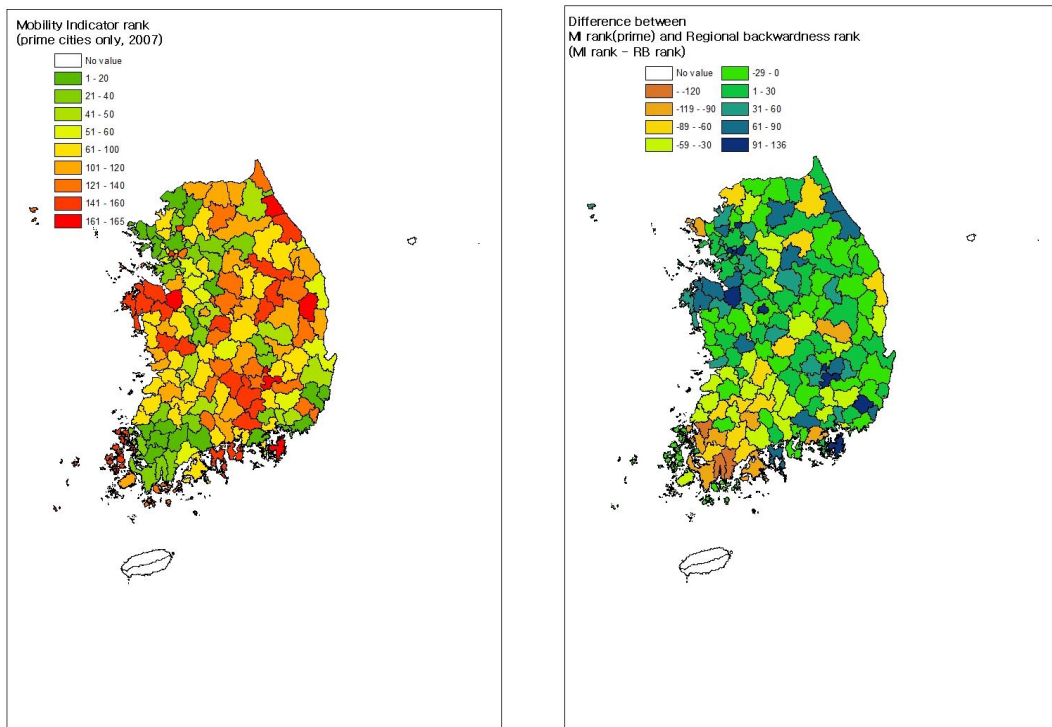 Mobility Indicator rank
(prime cities only, 2007)
No value
1 - 20
21 - 40
41 - 50
51 - 60
61 - 100
101 - 120
121 - 140
141 - 160
161 - 165
Difference between
MI rank(prime) and Regional backwardness rank
(MI rank - RB rank)
No value
- -120
-119 - -90
-89 - -60
-59 - -30
-29 - 0
1 - 30
31 - 60
61 - 90
91 - 136